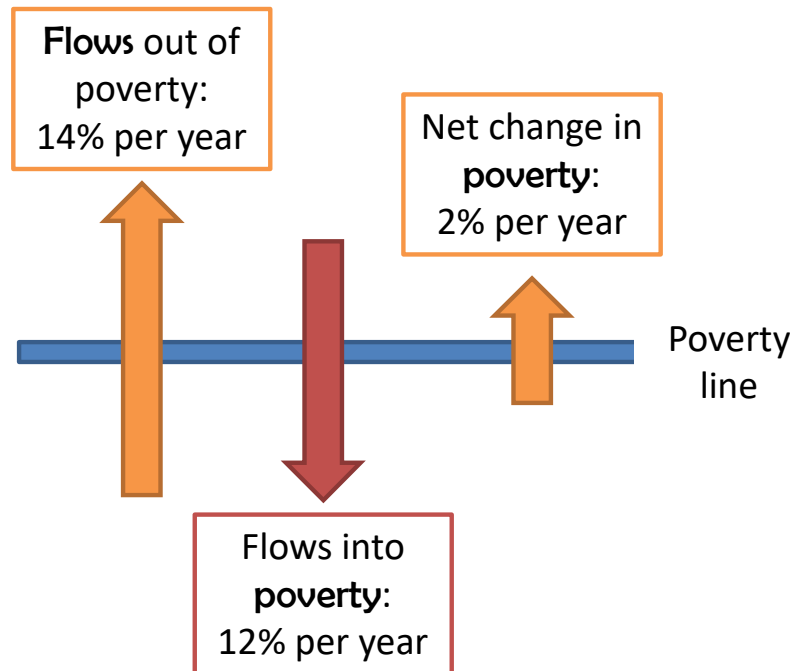 Flows out of
poverty:
14% per year
Net change in
poverty:
2% per year
Poverty
line
Flows into
poverty:
12% per year